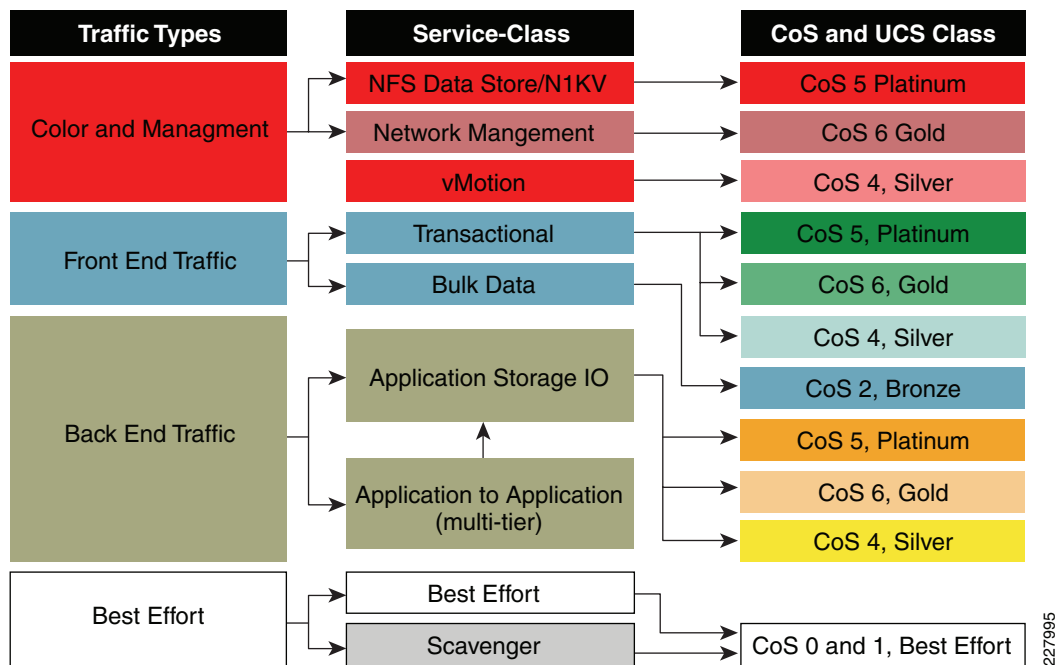 Traffic Types
Service-Class
CoS and UCS Class
Color and Managment
NFS Data Store/N1KV
CoS 5 Platinum
Network Mangement
CoS 6 Gold
vMotion
CoS 4, Silver
Front End Traffic
Transactional
CoS 5, Platinum
Bulk Data
CoS 6, Gold
CoS 4, Silver
CoS 2, Bronze
Back End Traffic
Application Storage IO
Application to Application
(multi-tier)
CoS 5, Platinum
CoS 6, Gold
CoS 4, Silver
Best Effort
Best Effort
Scavenger
CoS 0 and 1, Best Effort
227995